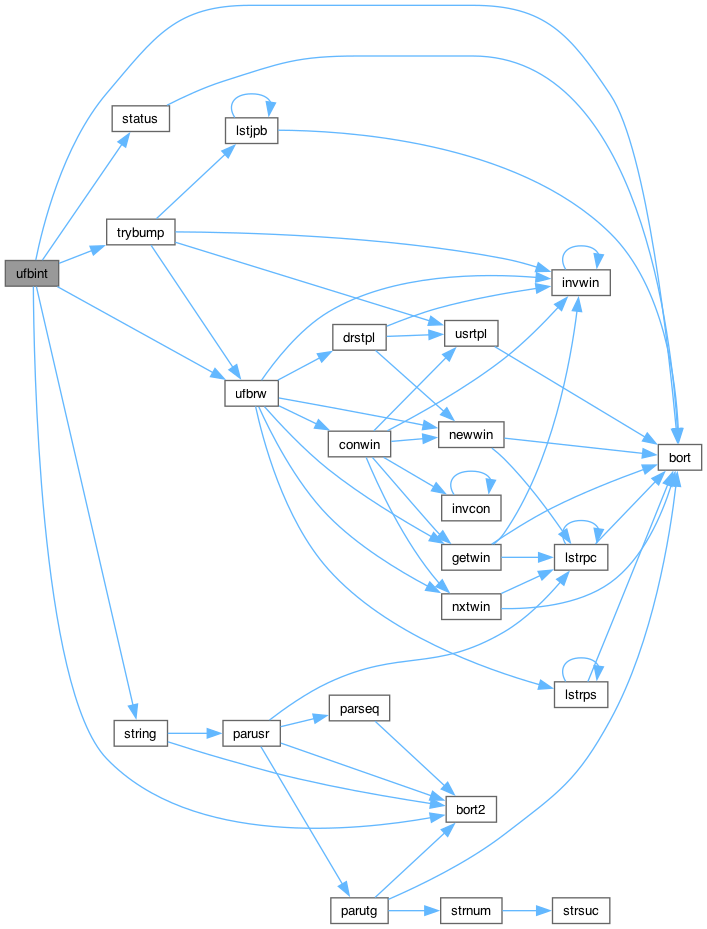 status
lstjpb
trybump
ufbint
invwin
drstpl
usrtpl
ufbrw
newwin
conwin
bort
invcon
getwin
lstrpc
nxtwin
lstrps
string
parusr
parseq
bort2
parutg
strnum
strsuc